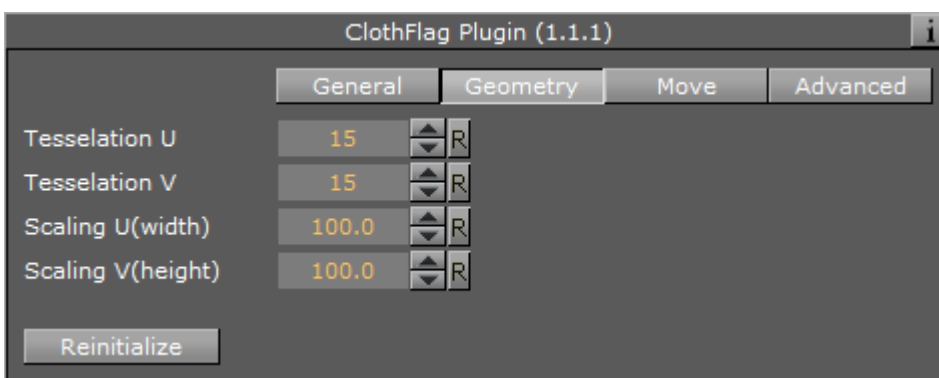 ClothFlag Plugin (1.1.1) i
General Geometry Move Advanced
Tesselation U 15 R
Tesselation V 15 R
Scaling U(width) 100.0 R
Scaling V(height) 100.0 R
Reinitialize